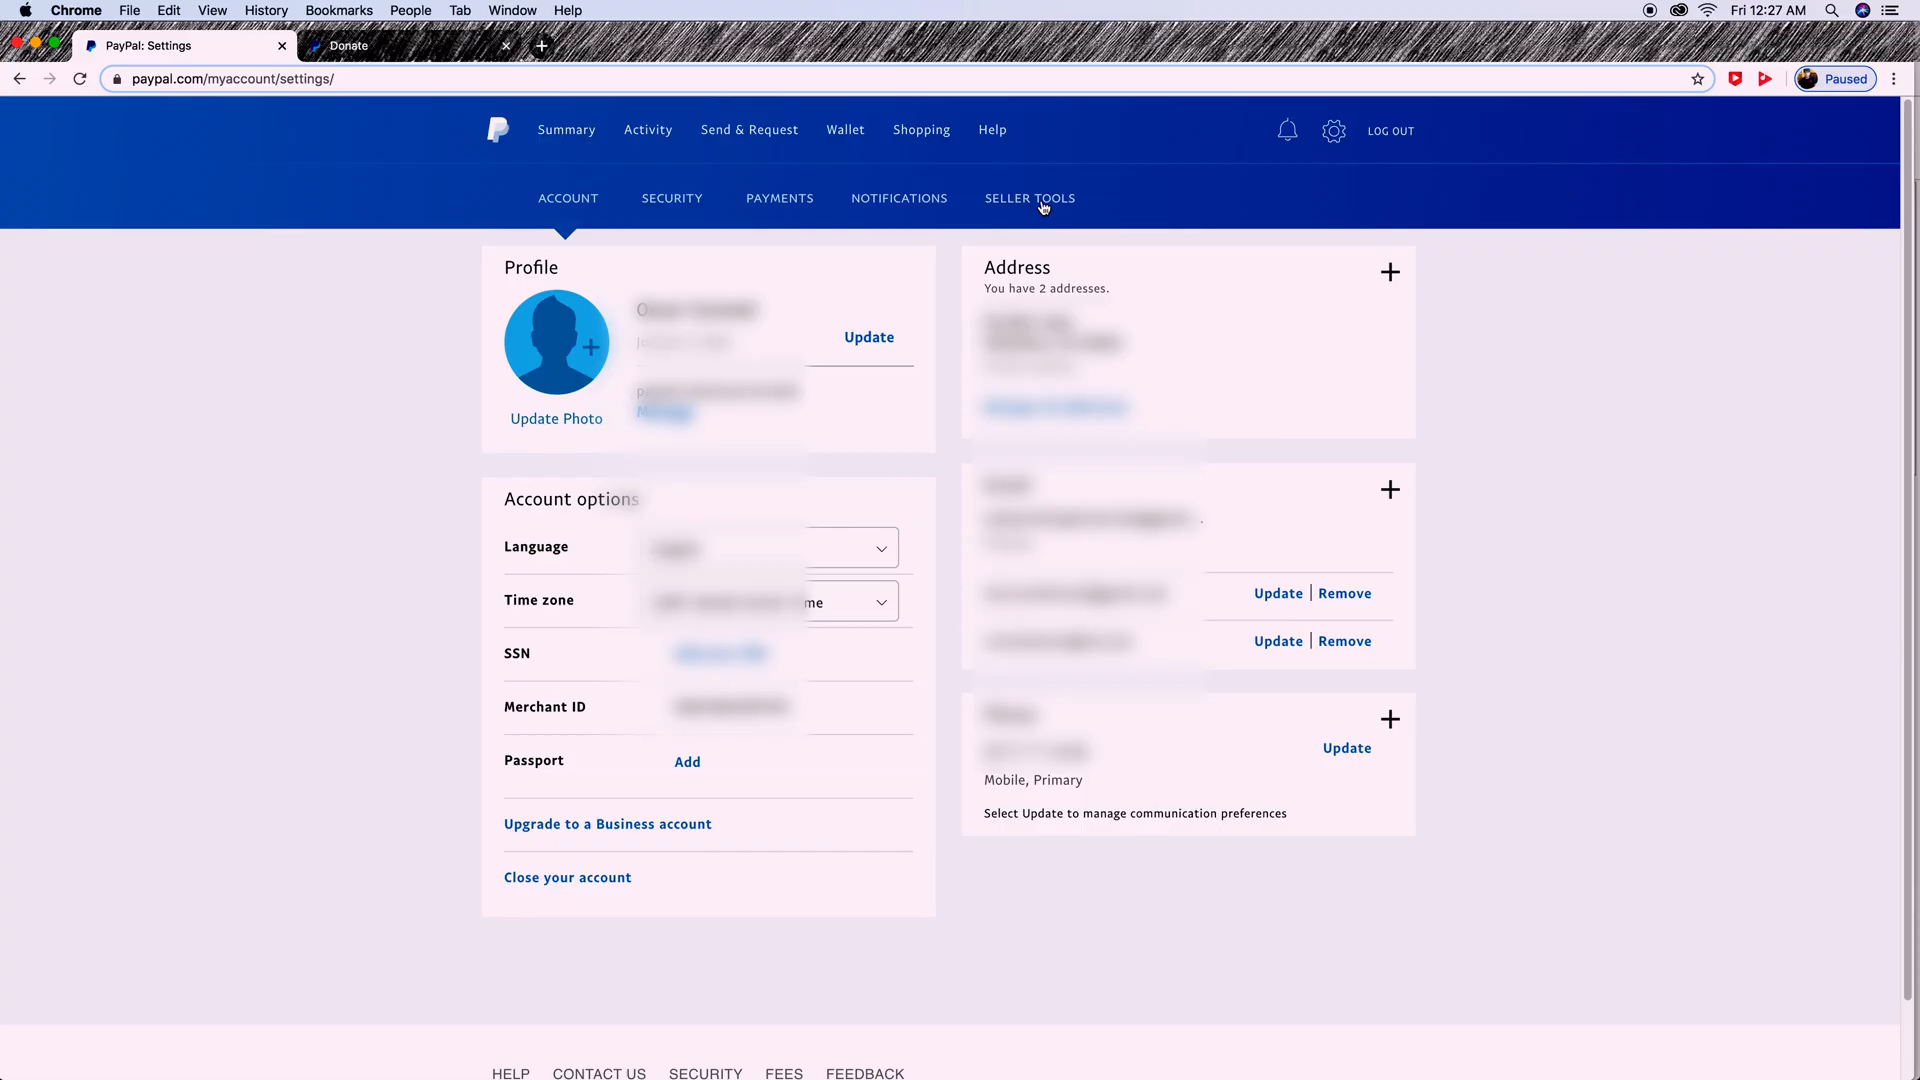 Chrome File Edit View History Bookmarks People Tab Window Help Fri 12:27 AM
PayPal: Settings Donate
paypal.com/myaccount/settings/ Paused
Summary Activity Send & Request Wallet Shopping Help LOG OUT
ACCOUNT SECURITY PAYMENTS NOTIFICATIONS SELLER TOOLS
Profile
Update
Update Photo
Account options
Language
Time zone
SSN
Merchant ID
Passport Add
Upgrade to a Business account
Close your account
Address
You have 2 addresses.
Update | Remove
Update | Remove
Update
Mobile, Primary
Select Update to manage communication preferences
HELP CONTACT US SECURITY FEES FEEDBACK